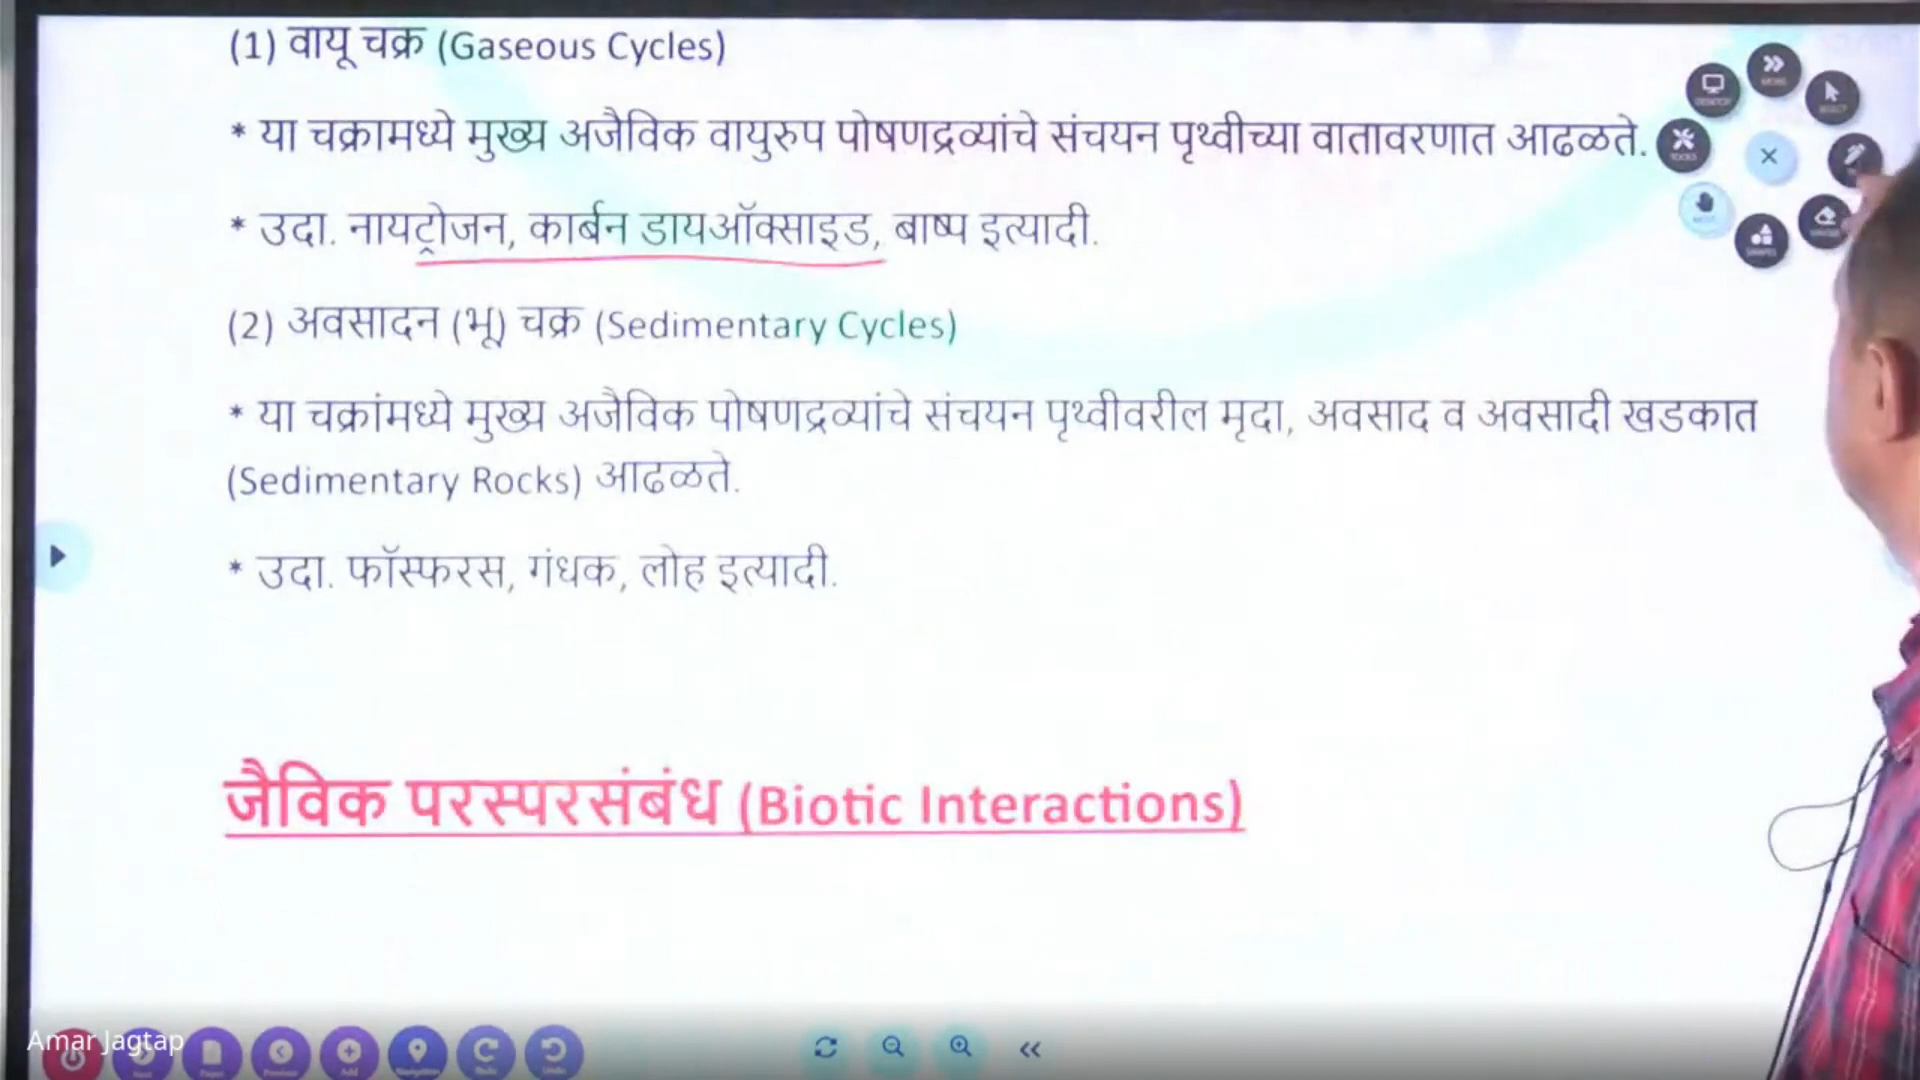 (1) वायू चक्र (Gaseous Cycles)
* या चक्रामध्ये मुख्य अजैविक वायुरुप पोषणद्रव्यांचे संचयन पृथ्वीच्या वातावरणात आढळते.
* उदा. नायट्रोजन, कार्बन डायऑक्साइड, बाष्प इत्यादी.
(2) अवसादन (भू) चक्र (Sedimentary Cycles)
* या चक्रांमध्ये मुख्य अजैविक पोषणद्रव्यांचे संचयन पृथ्वीवरील मृदा, अवसाद व अवसादी खडकात
(Sedimentary Rocks) आढळते.
* उदा. फॉस्फरस, गंधक, लोह इत्यादी.
जैविक परस्परसंबंध (Biotic Interactions)
Amar Jagtap